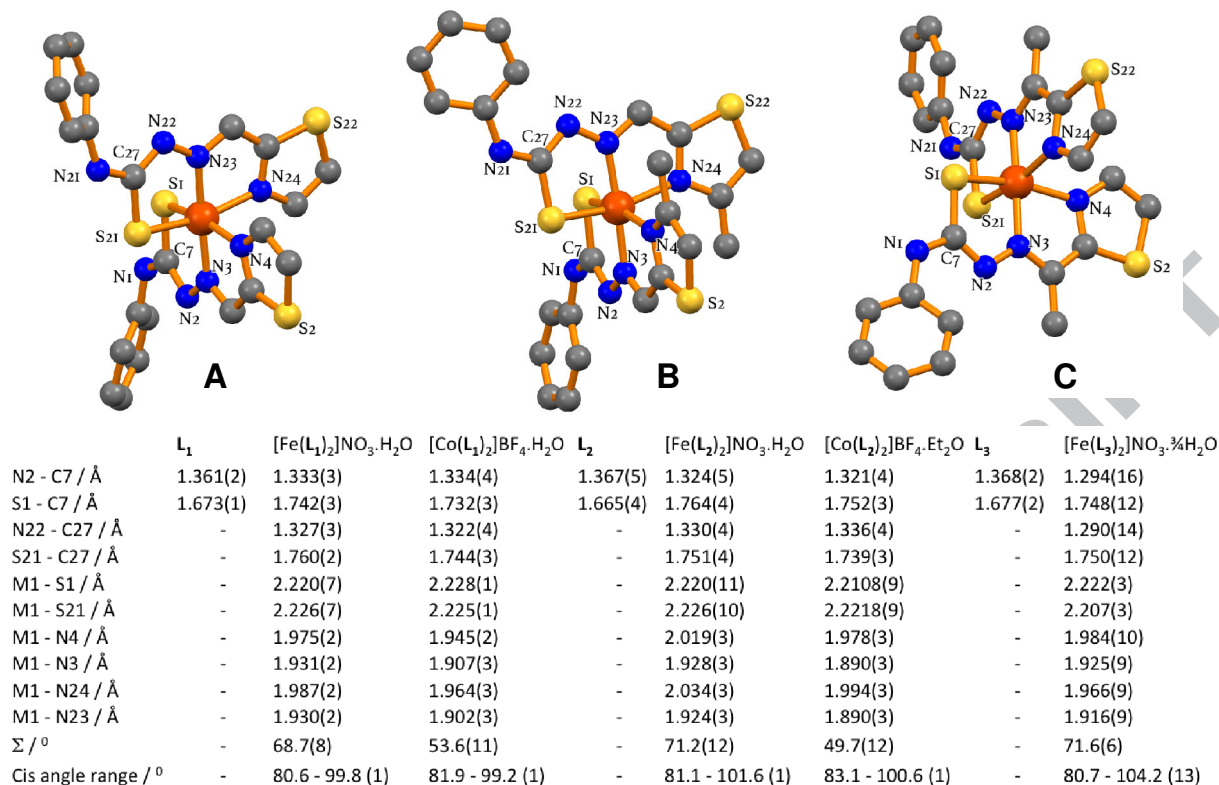 N22 S22 C27 N23 N21 S1 N24 S21 C7 N4 N1 N3 N2 S2
A
N22 S22 N23 C27 N21 S1 N24 S21 N4 C7 N1 N3 N2 S2
B
S22 N22 N23 C27 N24 N21 S1 S21 N4 N1 N3 C7 N2 S2
C
L1 [Fe(L1)2]NO3.H2O [Co(L1)2]BF4.H2O L2 [Fe(L2)2]NO3.H2O [Co(L2)2]BF4.Et2O L3 [Fe(L3)2]NO3.¾H2O
N2 - C7 / Å 1.361(2) 1.333(3) 1.334(4) 1.367(5) 1.324(5) 1.321(4) 1.368(2) 1.294(16)
S1 - C7 / Å 1.673(1) 1.742(3) 1.732(3) 1.665(4) 1.764(4) 1.752(3) 1.677(2) 1.748(12)
N22 - C27 / Å - 1.327(3) 1.322(4) - 1.330(4) 1.336(4) - 1.290(14)
S21 - C27 / Å - 1.760(2) 1.744(3) - 1.751(4) 1.739(3) - 1.750(12)
M1 - S1 / Å - 2.220(7) 2.228(1) - 2.220(11) 2.2108(9) - 2.222(3)
M1 - S21 / Å - 2.226(7) 2.225(1) - 2.226(10) 2.2218(9) - 2.207(3)
M1 - N4 / Å - 1.975(2) 1.945(2) - 2.019(3) 1.978(3) - 1.984(10)
M1 - N3 / Å - 1.931(2) 1.907(3) - 1.928(3) 1.890(3) - 1.925(9)
M1 - N24 / Å - 1.987(2) 1.964(3) - 2.034(3) 1.994(3) - 1.966(9)
M1 - N23 / Å - 1.930(2) 1.902(3) - 1.924(3) 1.890(3) - 1.916(9)
Σ / ⁰ - 68.7(8) 53.6(11) - 71.2(12) 49.7(12) - 71.6(6)
Cis angle range / ⁰ - 80.6 - 99.8 (1) 81.9 - 99.2 (1) - 81.1 - 101.6 (1) 83.1 - 100.6 (1) - 80.7 - 104.2 (13)